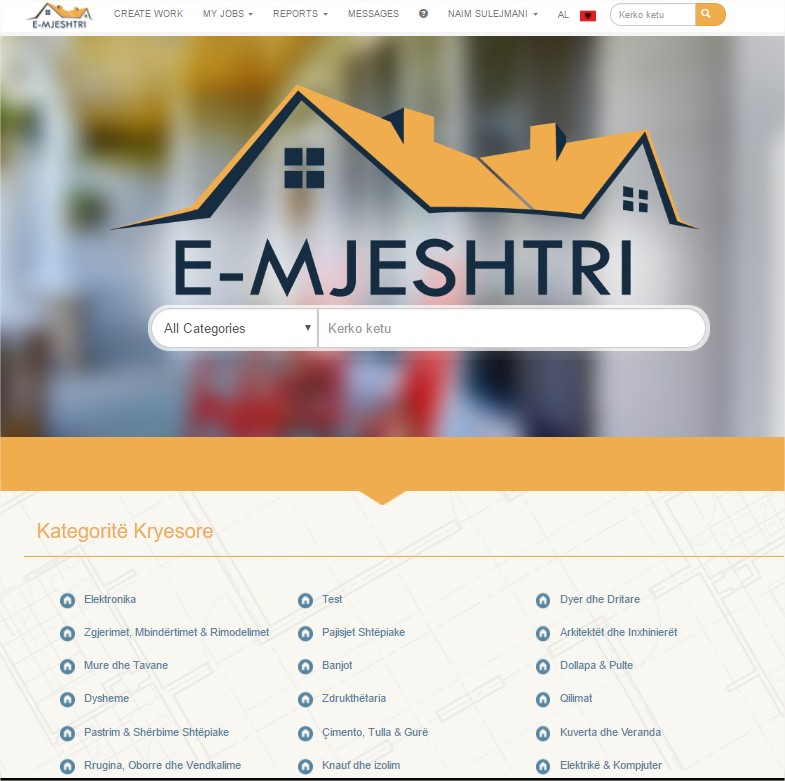 E-MJESHTRI
CREATE WORK MY JOBS REPORTS MESSAGES NAIM SULEJMANI AL Kerko ketu
E-MJESHTRI
All Categories Kerko ketu
Kategoritë Kryesore
Elektronika Test Dyer dhe Dritare
Zgjerimet, Mbindërtimet & Rimodelimet Pajisjet Shtëpiake Arkitektët dhe Inxhinierët
Mure dhe Tavane Banjot Dollapa & Pulte
Dysheme Zdrukthëtaria Qilimat
Pastrim & Shërbime Shtëpiake Çimento, Tulla & Gurë Kuverta dhe Veranda
Rrugina, Oborre dhe Vendkalime Knauf dhe izolim Elektrikë & Kompjuter